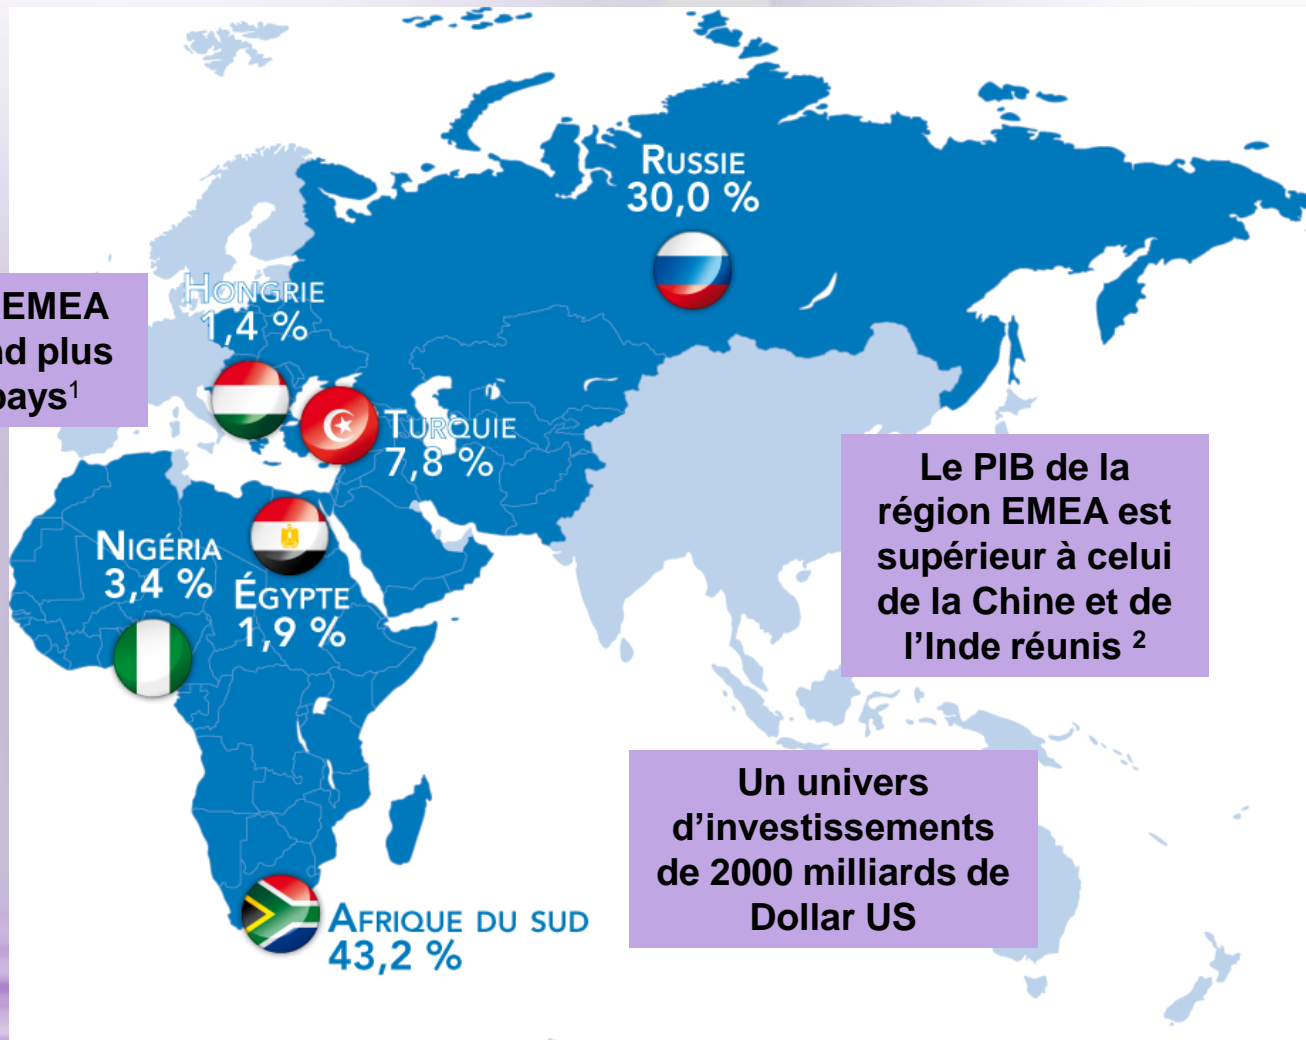 RUSSIE
30,0 %
HONGRIE
1,4 %
EMEA
plus
pays¹
TURQUIE
7,8 %
NIGÉRIA
3,4 %
ÉGYPTE
1,9 %
Le PIB de la
région EMEA est
supérieur à celui
de la Chine et de
l’Inde réunis ²
Un univers
d’investissements
de 2000 milliards de
Dollar US
AFRIQUE DU SUD
43,2 %